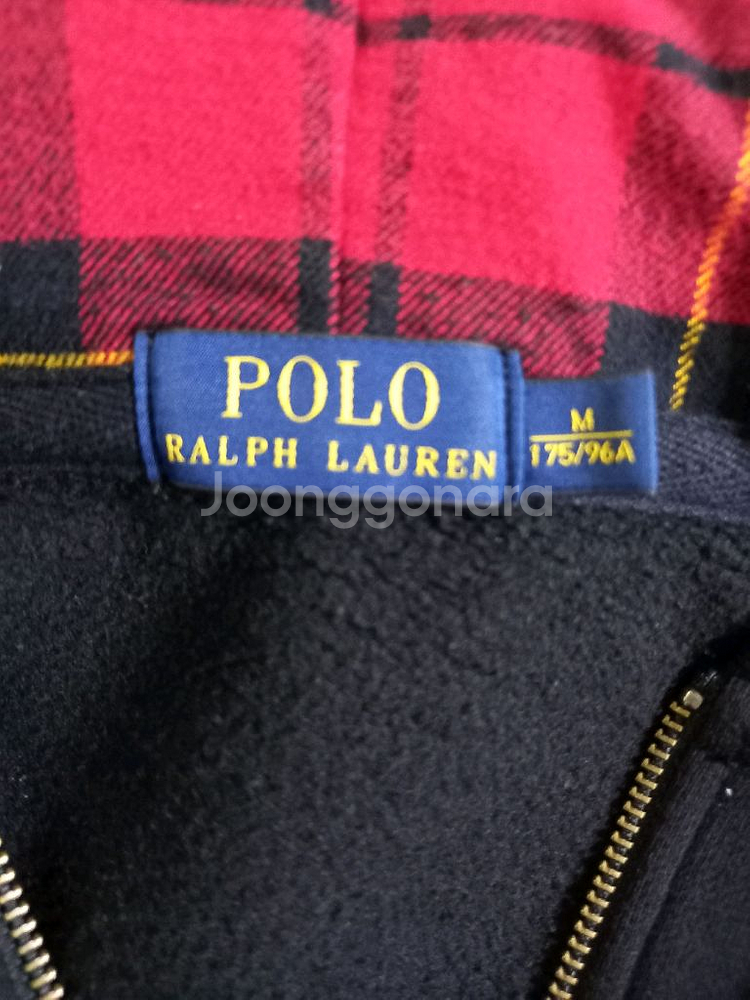 POLO
RALPH LAUREN
M
175/96A
Joonggonara